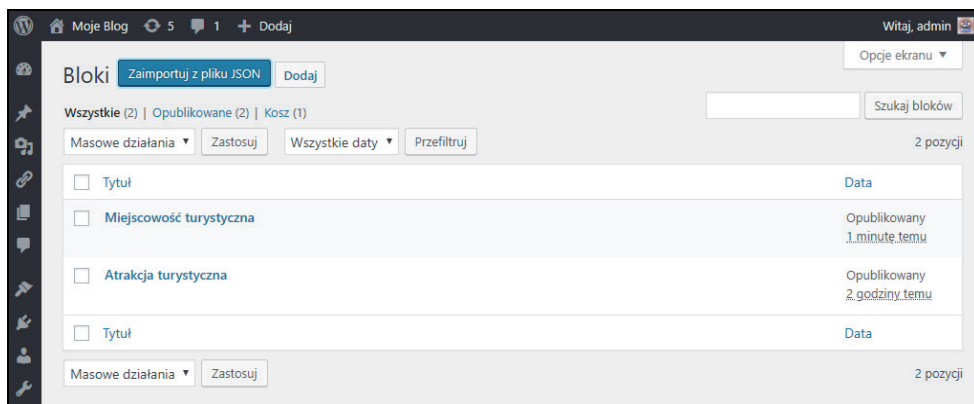 Moje Blog 5 1 + Dodaj Witaj, admin
Opcje ekranu ▼
Bloki Zaimportuj z pliku JSON Dodaj
Wszystkie (2) | Opublikowane (2) | Kosz (1) Szukaj bloków
Masowe działania ▼ Zastosuj Wszystkie daty ▼ Przefiltruj 2 pozycji
Tytuł Data
Miejscowość turystyczna Opublikowany
1 minutę temu
Atrakcja turystyczna Opublikowany
2 godziny temu
Tytuł Data
Masowe działania ▼ Zastosuj 2 pozycji